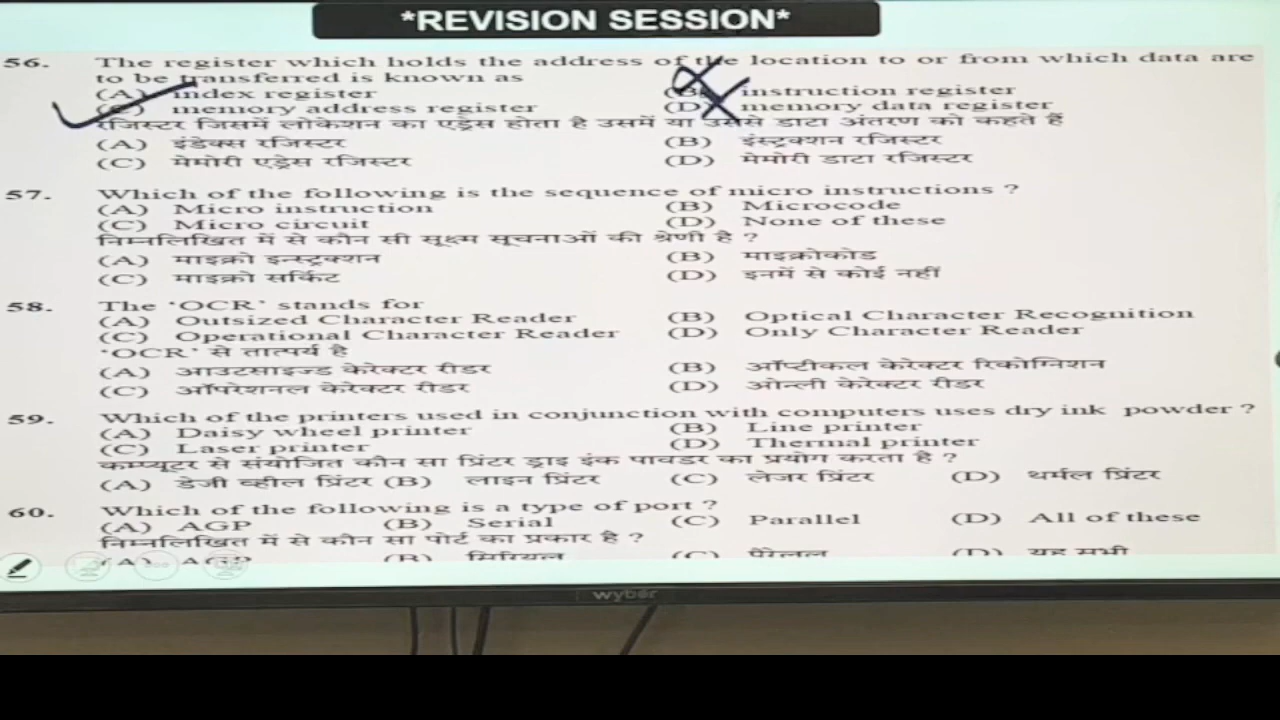 *REVISION SESSION*
56. The register which holds the address of the location to or from which data are
to be transferred is known as
(A) index register (B) instruction register
(C) memory address register (D) memory data register
रजिस्टर जिसमें लोकेशन का एड्रेस होता है उसमें या उससे डाटा अंतरण को कहते हैं
(A) इंडेक्स रजिस्टर (B) इंस्ट्रक्शन रजिस्टर
(C) मेमोरी एड्रेस रजिस्टर (D) मेमोरी डाटा रजिस्टर
57. Which of the following is the sequence of micro instructions ?
(A) Micro instruction (B) Microcode
(C) Micro circuit (D) None of these
निम्नलिखित में से कौन सी सूक्ष्म सूचनाओं की श्रेणी है ?
(A) माइक्रो इन्स्ट्रक्शन (B) माइक्रोकोड
(C) माइक्रो सर्किट (D) इनमें से कोई नहीं
58. The 'OCR' stands for
(A) Outsized Character Reader (B) Optical Character Recognition
(C) Operational Character Reader (D) Only Character Reader
'OCR' से तात्पर्य है
(A) आउटसाइज्ड केरेक्टर रीडर (B) ऑप्टीकल केरेक्टर रिकोग्निशन
(C) ऑपरेशनल केरेक्टर रीडर (D) ओन्ली केरेक्टर रीडर
59. Which of the printers used in conjunction with computers uses dry ink powder ?
(A) Daisy wheel printer (B) Line printer
(C) Laser printer (D) Thermal printer
कम्प्यूटर से संयोजित कौन सा प्रिंटर ड्राइ इंक पावडर का प्रयोग करता है ?
(A) डेजी व्हील प्रिंटर (B) लाइन प्रिंटर (C) लेजर प्रिंटर (D) थर्मल प्रिंटर
60. Which of the following is a type of port ?
(A) AGP (B) Serial (C) Parallel (D) All of these
निम्नलिखित में से कौन सा पोर्ट का प्रकार है ?
(A) AGP (B) सिरियल (C) पैरेलल (D) यह सभी
wyber